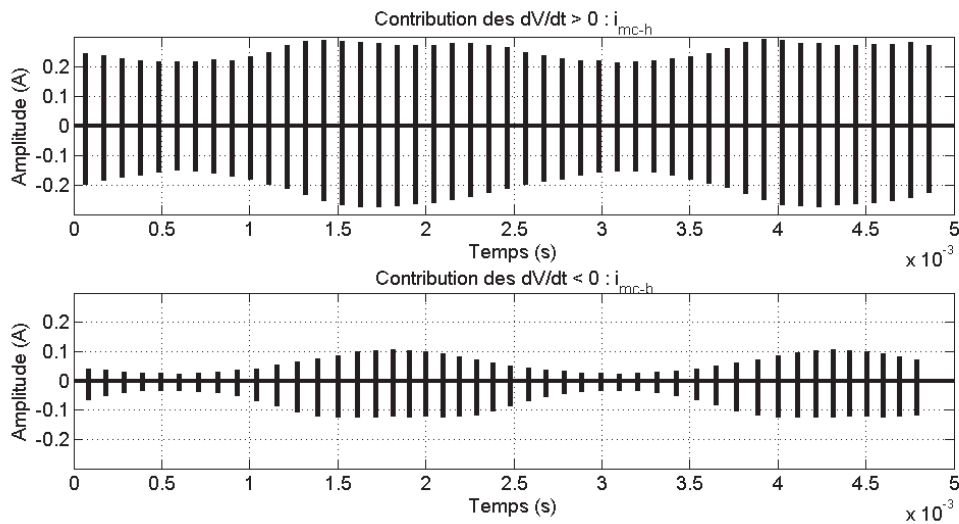 Contribution des dV/dt > 0 : i_mc-h
Amplitude (A)
0.2
0.1
0
-0.1
-0.2
0 0.5 1 1.5 2 2.5 3 3.5 4 4.5 5
Temps (s)
x 10^-3
Contribution des dV/dt < 0 : i_mc-h
Amplitude (A)
0.2
0.1
0
-0.1
-0.2
0 0.5 1 1.5 2 2.5 3 3.5 4 4.5 5
Temps (s)
x 10^-3